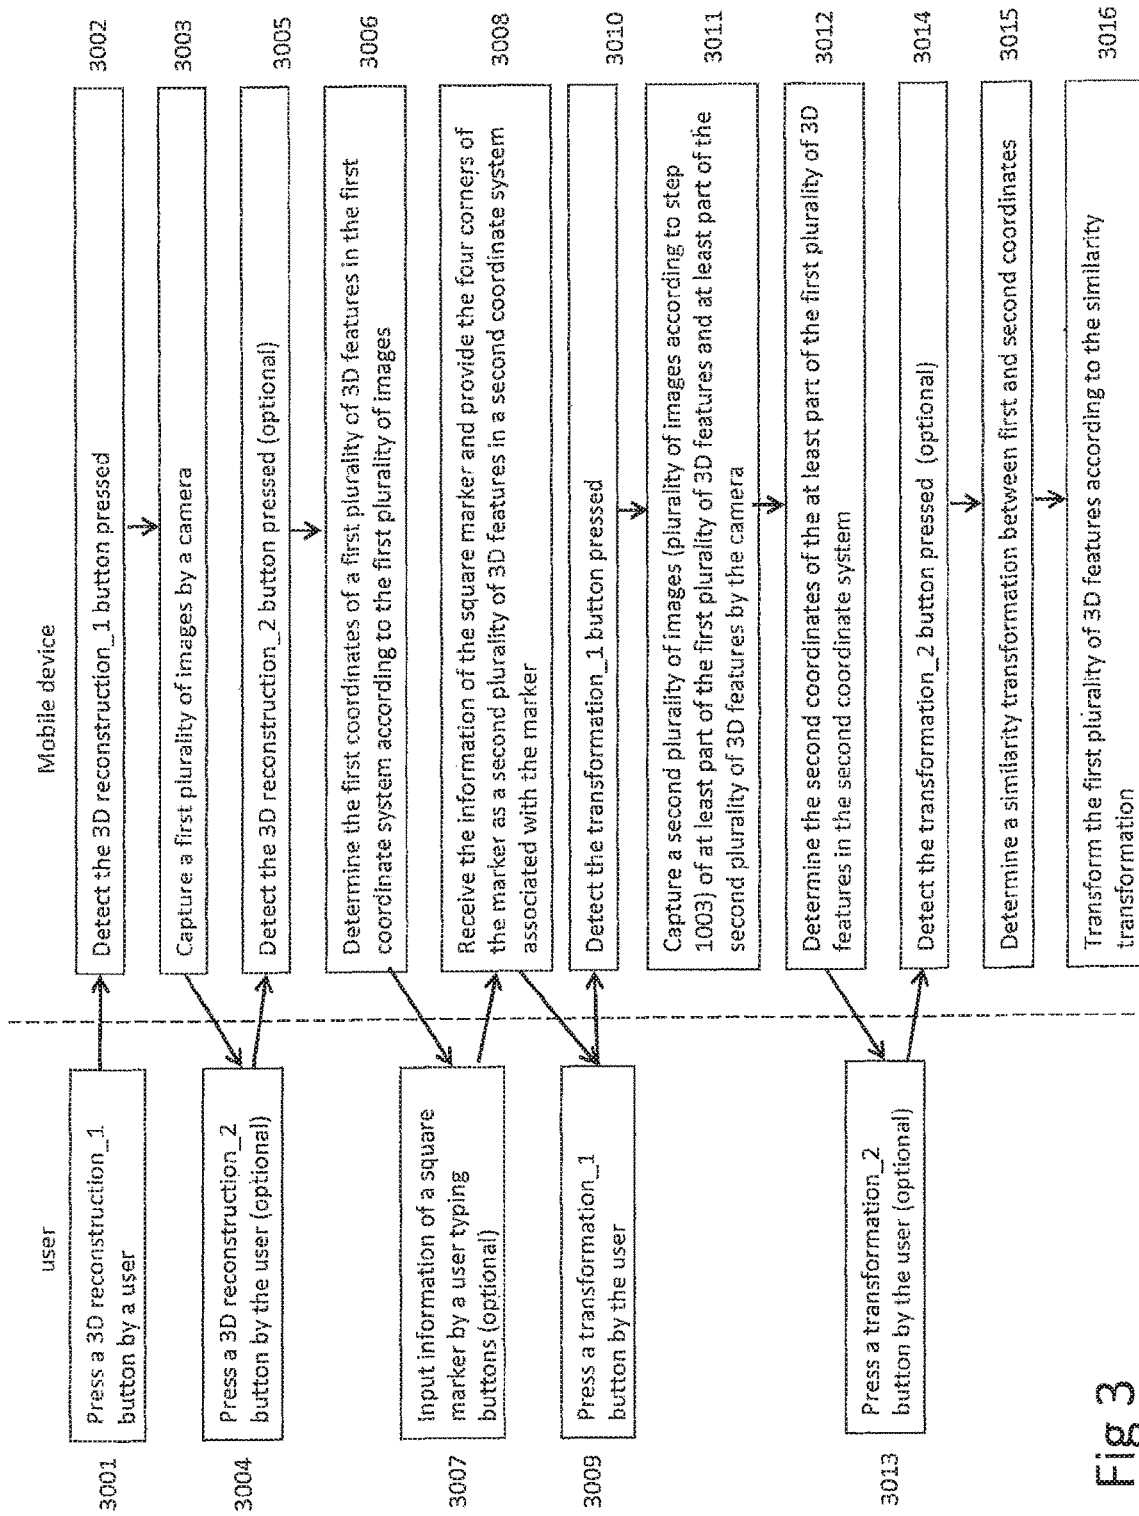 user
Mobile device
3001
Press a 3D reconstruction_1
button by a user
Detect the 3D reconstruction_1 button pressed
3002
Capture a first plurality of images by a camera
3003
3004
Press a 3D reconstruction_2
button by the user (optional)
Detect the 3D reconstruction_2 button pressed (optional)
3005
Determine the first coordinates of a first plurality of 3D features in the first
coordinate system according to the first plurality of images
3006
3007
Input information of a square
marker by a user typing
buttons (optional)
Receive the information of the square marker and provide the four corners of
the marker as a second plurality of 3D features in a second coordinate system
associated with the marker
3008
3009
Press a transformation_1
button by the user
Detect the transformation_1 button pressed
3010
Capture a second plurality of images (plurality of images according to step
1003) of at least part of the first plurality of 3D features and at least part of the
second plurality of 3D features by the camera
3011
Determine the second coordinates of the at least part of the first plurality of 3D
features in the second coordinate system
3012
3013
Press a transformation_2
button by the user (optional)
Detect the transformation_2 button pressed (optional)
3014
Determine a similarity transformation between first and second coordinates
3015
Transform the first plurality of 3D features according to the similarity
transformation
3016
Fig 3